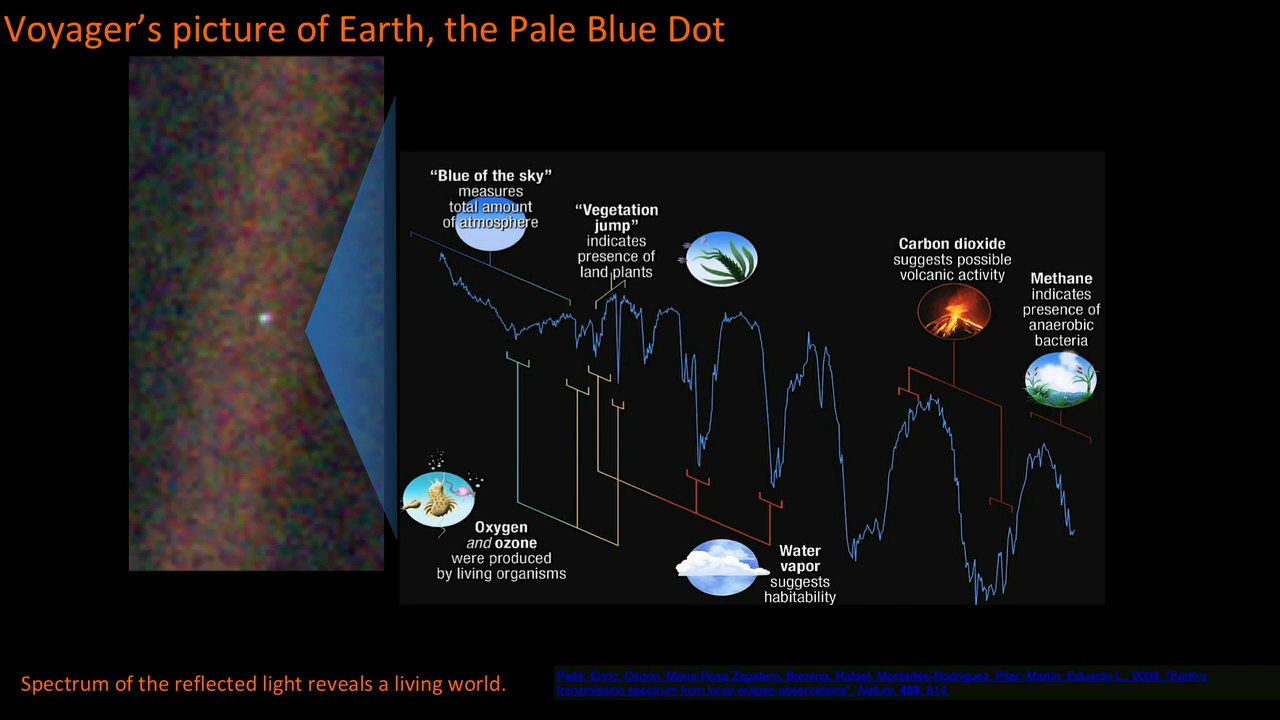 Voyager’s picture of Earth, the Pale Blue Dot
“Blue of the sky”
measures
total amount
of atmosphere
“Vegetation
jump”
indicates
presence of
land plants
Carbon dioxide
suggests possible
volcanic activity
Methane
indicates
presence of
anaerobic
bacteria
Oxygen
and ozone
were produced
by living organisms
Water
vapor
suggests
habitability
Spectrum of the reflected light reveals a living world.
Pallé, Enric, Osorio, María Rosa Zapatero, Barrena, Rafael, Montañés-Rodríguez, Pilar, Martín, Eduardo L., 2009, "Earth's
transmission spectrum from lunar eclipse observations", Nature, 459, 814.